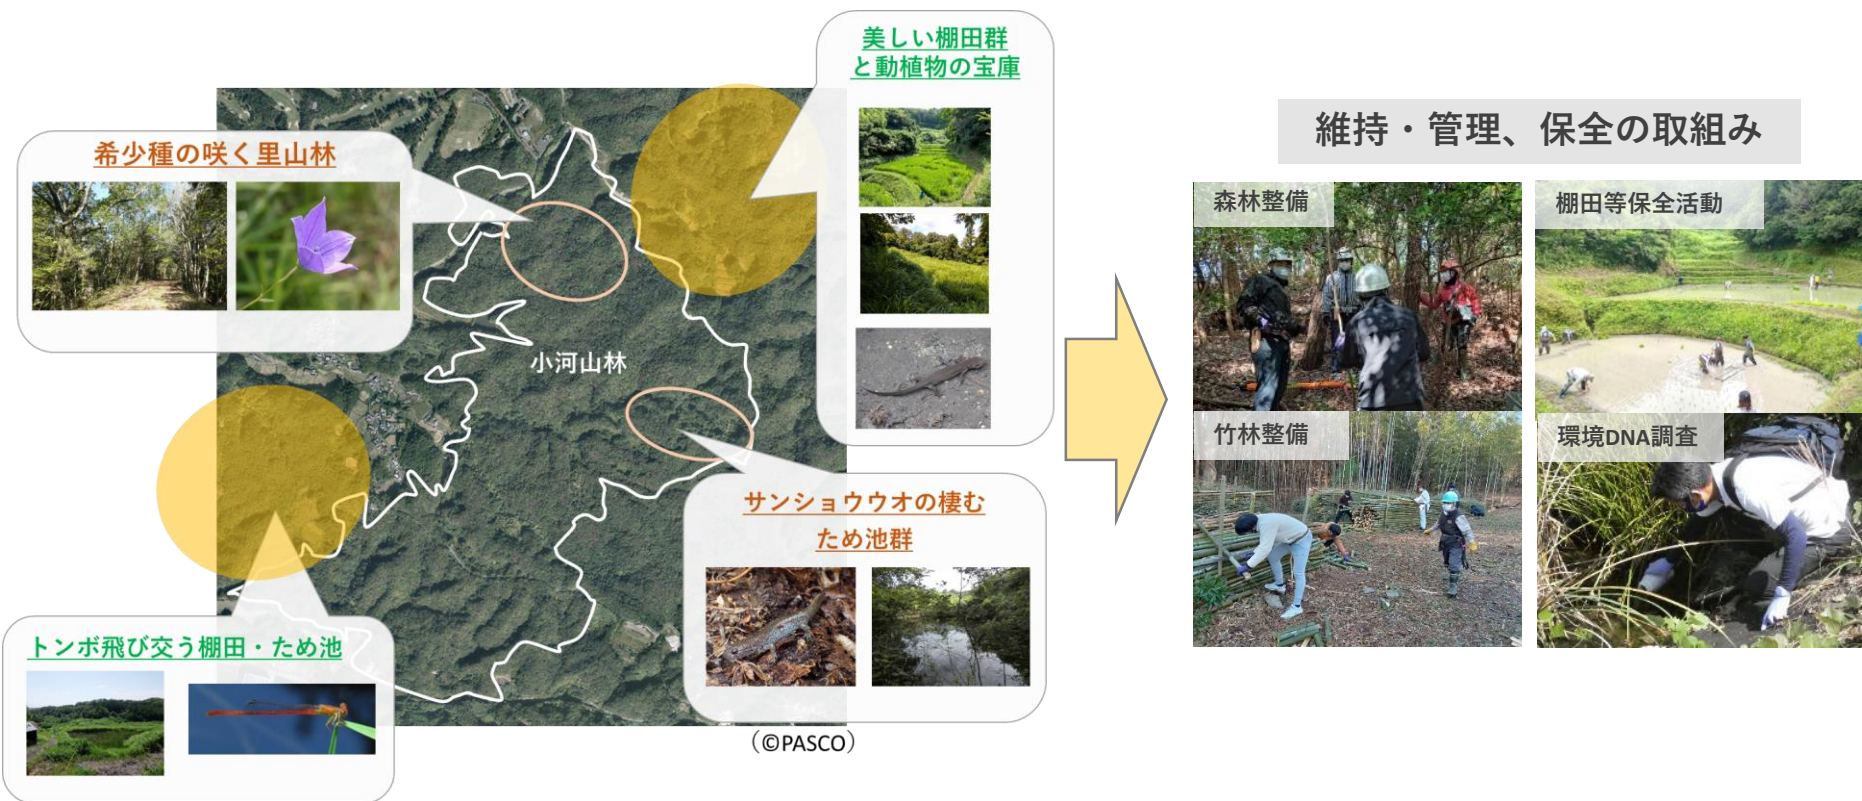 美しい棚田群
と動植物の宝庫
希少種の咲く里山林
小河山林
サンショウウオの棲む
ため池群
トンボ飛び交う棚田・ため池
（©PASCO）
維持・管理、保全の取組み
森林整備
棚田等保全活動
竹林整備
環境DNA調査